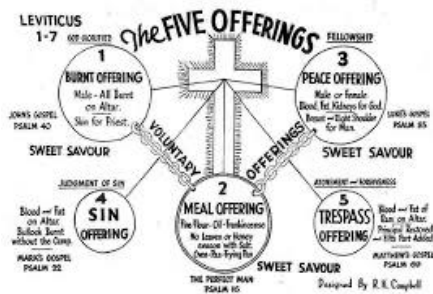 LEVITICUS
1-7
The FIVE OFFERINGS
GOD GLORIFIED
1
BURNT OFFERING
Male - All Burnt
on Altar.
Skin for Priest.
JOHN'S GOSPEL
PSALM 40
SWEET SAVOUR
FELLOWSHIP
3
PEACE OFFERING
Male or Female
Blood, Fat, Kidneys for God.
Breast and Right Shoulder
for Man.
LUKE'S GOSPEL
PSALM 85
SWEET SAVOUR
VOLUNTARY
OFFERINGS
JUDGMENT OF SIN
4
SIN
OFFERING
Blood and Fat
on Altar.
Bullock Burnt
without the Camp.
MARK'S GOSPEL
PSALM 22
2
MEAL OFFERING
Fine Flour - Oil - Frankincense
No Leaven or Honey
Season with Salt.
Oven - Pan - Frying Pan
SWEET SAVOUR
THE PERFECT MAN
PSALM 16
ATONEMENT and FORGIVENESS
5
TRESPASS
OFFERING
Blood and Fat of
Ram on Altar.
Principal Restored
Fifth Part Added
MATTHEW'S GOSPEL
PSALM 69
Designed By R. K. Campbell